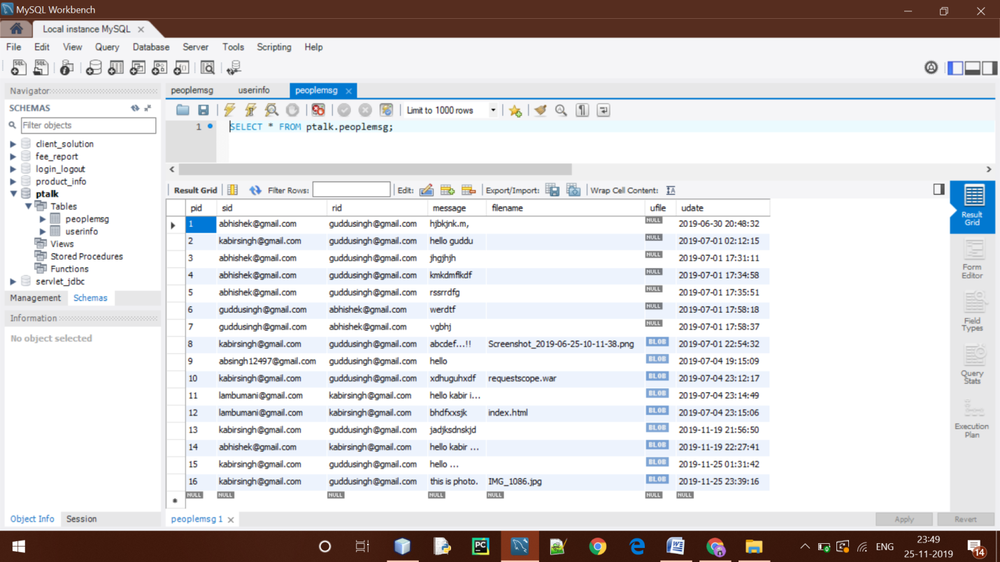 MySQL Workbench
Local instance MySQL
File Edit View Query Database Server Tools Scripting Help
Navigator
SCHEMAS
Filter objects
client_solution
fee_report
login_logout
product_info
ptalk
Tables
peoplemsg
userinfo
Views
Stored Procedures
Functions
servlet_jdbc
Management Schemas
Information
No object selected
Object Info Session
peoplemsg userinfo peoplemsg
Limit to 1000 rows
1 SELECT * FROM ptalk.peoplemsg;
Result Grid Filter Rows: Edit: Export/Import: Wrap Cell Content:
pid sid rid message filename ufile udate
1 abhishek@gmail.com guddusingh@gmail.com hjbkjnk.m, NULL 2019-06-30 20:48:32
2 kabirsingh@gmail.com guddusingh@gmail.com hello guddu NULL 2019-07-01 02:12:15
3 abhishek@gmail.com guddusingh@gmail.com jhgjhjh NULL 2019-07-01 17:31:11
4 abhishek@gmail.com guddusingh@gmail.com kmkdmfkdf NULL 2019-07-01 17:34:58
5 abhishek@gmail.com guddusingh@gmail.com rssrrdfg NULL 2019-07-01 17:35:51
6 guddusingh@gmail.com abhishek@gmail.com werdtf NULL 2019-07-01 17:58:18
7 guddusingh@gmail.com abhishek@gmail.com vgbhj NULL 2019-07-01 17:58:37
8 kabirsingh@gmail.com guddusingh@gmail.com abcdef...!! Screenshot_2019-06-25-10-11-38.png BLOB 2019-07-01 22:54:32
9 absingh12497@gmail.com guddusingh@gmail.com hello BLOB 2019-07-04 19:15:09
10 kabirsingh@gmail.com guddusingh@gmail.com xdhuguhxdf requestscope.war BLOB 2019-07-04 23:12:17
11 lambumani@gmail.com kabirsingh@gmail.com hello kabir i... BLOB 2019-07-04 23:14:49
12 lambumani@gmail.com kabirsingh@gmail.com bhdfxxsjk index.html BLOB 2019-07-04 23:15:06
13 kabirsingh@gmail.com guddusingh@gmail.com jadjksdnskjd BLOB 2019-11-19 21:56:50
14 abhishek@gmail.com kabirsingh@gmail.com hello kabir ... BLOB 2019-11-19 22:27:41
15 kabirsingh@gmail.com guddusingh@gmail.com hello ... BLOB 2019-11-25 01:31:42
16 kabirsingh@gmail.com guddusingh@gmail.com this is photo. IMG_1086.jpg BLOB 2019-11-25 23:39:16
NULL NULL NULL NULL NULL NULL NULL
peoplemsg 1
Apply Revert
Result
Grid
Form
Editor
Field
Types
Query
Stats
Execution
Plan
PC
ENG
23:49
25-11-2019
14